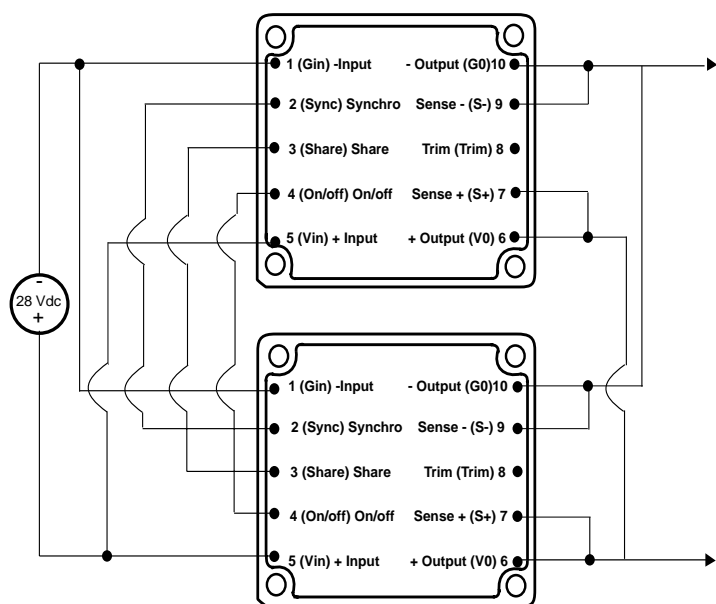 1 (Gin) -Input - Output (G0)10
2 (Sync) Synchro Sense - (S-) 9
3 (Share) Share Trim (Trim) 8
4 (On/off) On/off Sense + (S+) 7
5 (Vin) + Input + Output (V0) 6
-
28 Vdc
+
1 (Gin) -Input - Output (G0)10
2 (Sync) Synchro Sense - (S-) 9
3 (Share) Share Trim (Trim) 8
4 (On/off) On/off Sense + (S+) 7
5 (Vin) + Input + Output (V0) 6